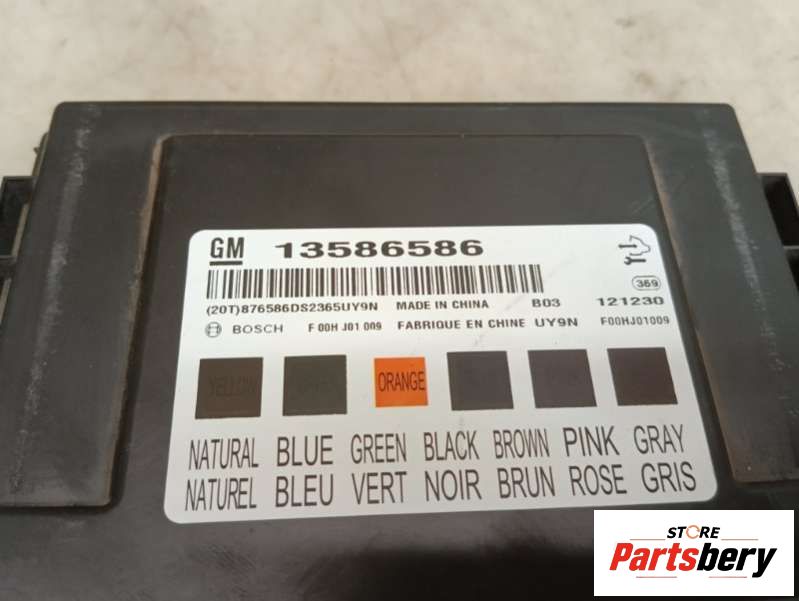 GM 13586586
369
(20T)876586DS2365UY9N MADE IN CHINA B03 121230
BOSCH F 00H J01 009 FABRIQUE EN CHINE UY9N F00HJ01009
YELLOW ORANGE
NATURAL BLUE GREEN BLACK BROWN PINK GRAY
NATUREL BLEU VERT NOIR BRUN ROSE GRIS
STORE
Partsbery